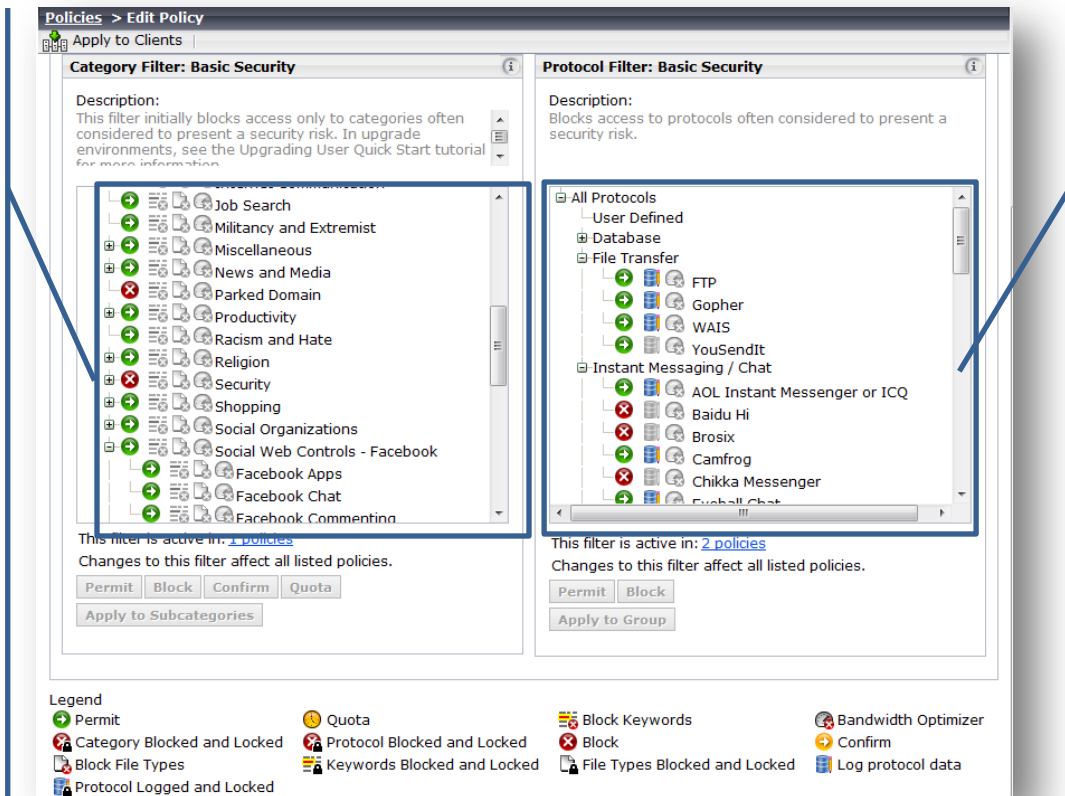 Policies > Edit Policy
Apply to Clients
Category Filter: Basic Security
Description:
This filter initially blocks access only to categories often
considered to present a security risk. In upgrade
environments, see the Upgrading User Quick Start tutorial
for more information
Job Search
Militancy and Extremist
Miscellaneous
News and Media
Parked Domain
Productivity
Racism and Hate
Religion
Security
Shopping
Social Organizations
Social Web Controls - Facebook
Facebook Apps
Facebook Chat
Facebook Commenting
This filter is active in: 1 policies
Changes to this filter affect all listed policies.
Permit Block Confirm Quota
Apply to Subcategories
Protocol Filter: Basic Security
Description:
Blocks access to protocols often considered to present a
security risk.
All Protocols
User Defined
Database
File Transfer
FTP
Gopher
WAIS
YouSendIt
Instant Messaging / Chat
AOL Instant Messenger or ICQ
Baidu Hi
Brosix
Camfrog
Chikka Messenger
Eyeball Chat
This filter is active in: 2 policies
Changes to this filter affect all listed policies.
Permit Block
Apply to Group
Legend
Permit Quota Block Keywords Bandwidth Optimizer
Category Blocked and Locked Protocol Blocked and Locked Block Confirm
Block File Types Keywords Blocked and Locked File Types Blocked and Locked Log protocol data
Protocol Logged and Locked